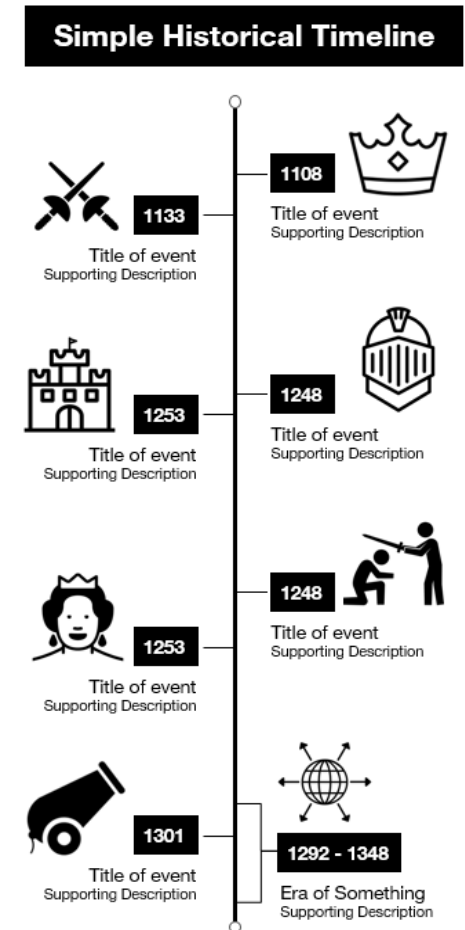 Simple Historical Timeline
1108
Title of event
Supporting Description
1133
Title of event
Supporting Description
1248
Title of event
Supporting Description
1253
Title of event
Supporting Description
1248
Title of event
Supporting Description
1253
Title of event
Supporting Description
1301
Title of event
Supporting Description
1292 - 1348
Era of Something
Supporting Description